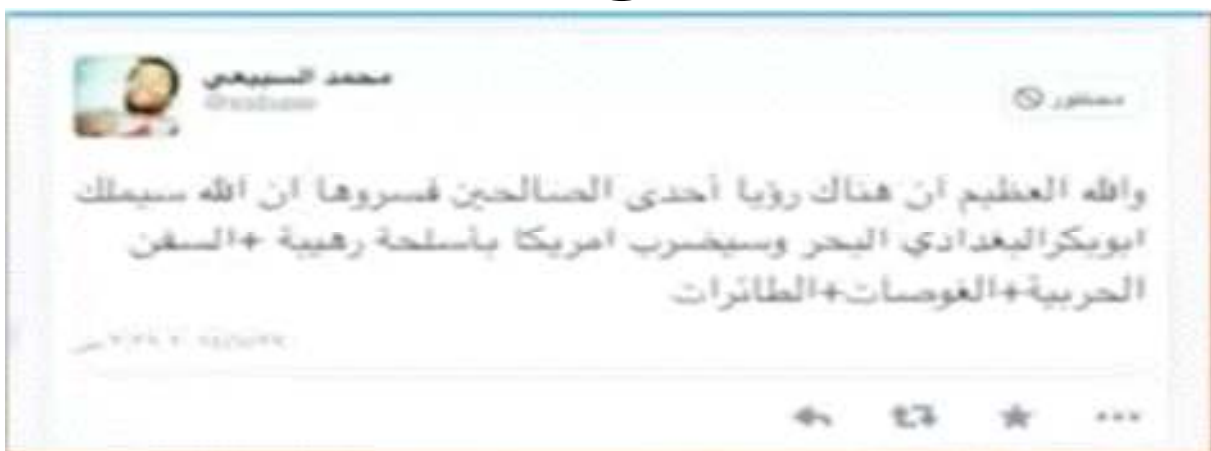 محمد السبيعي
محظور
والله العظيم ان هناك رؤيا أحدى الصالحين فسروها ان الله سيملك
ابوبكرالبغدادي البحر وسيضرب امريكا بأسلحة رهيبة +السفن
الحربية+الغوصات+الطائرات